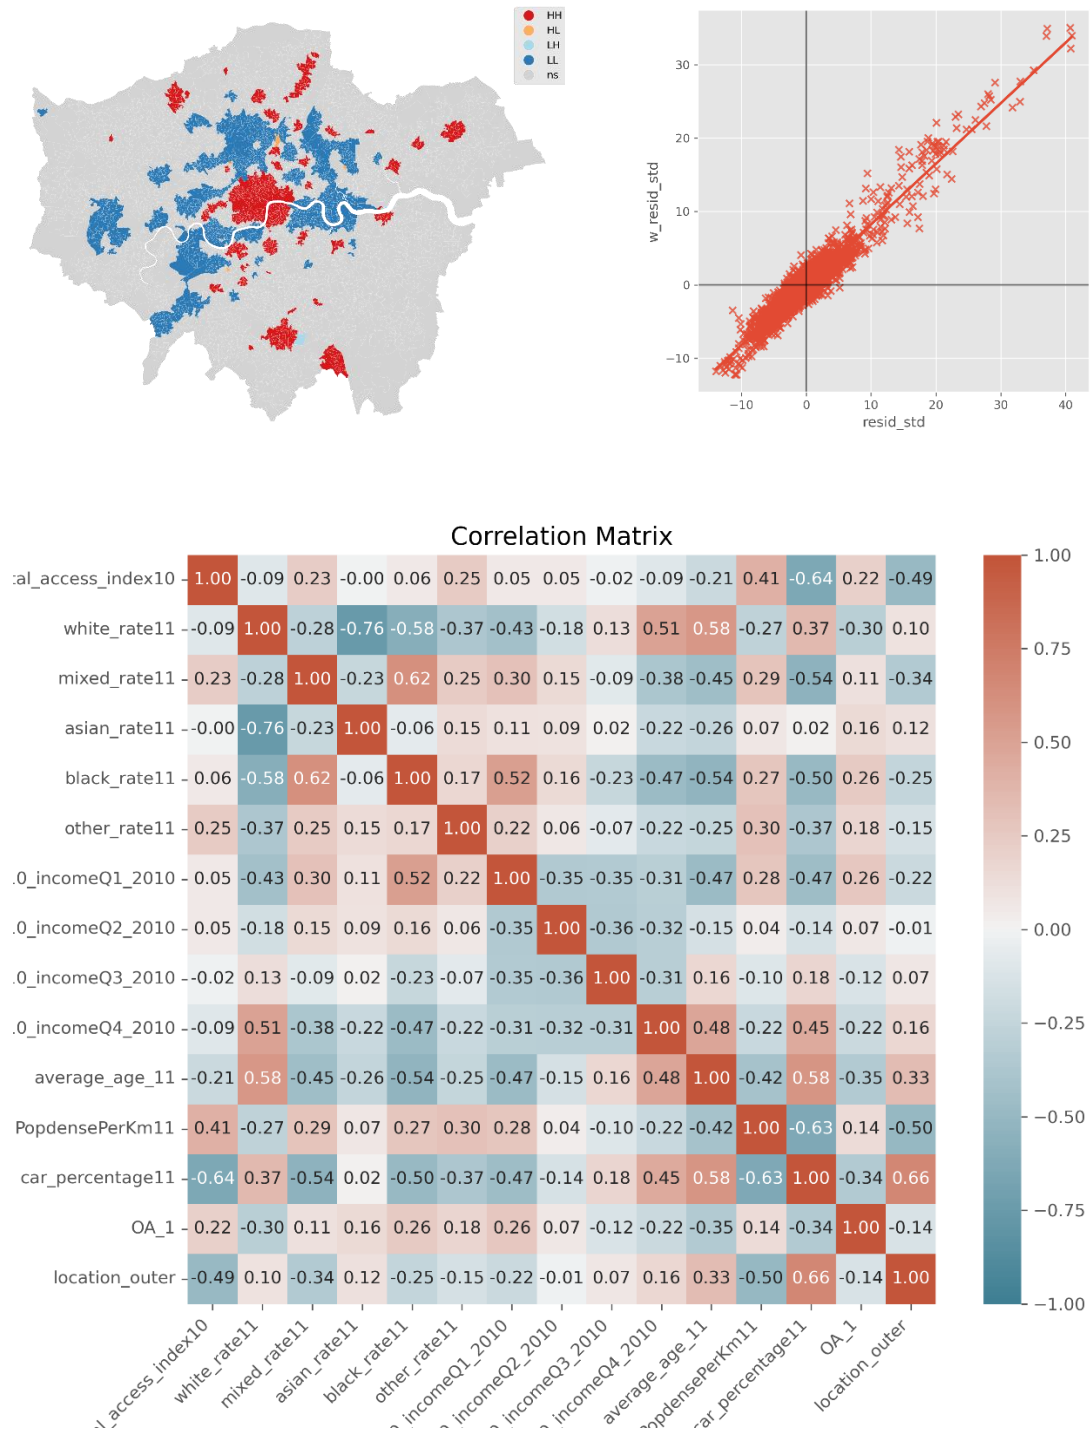 HH
HL
LH
LL
ns
30
20
10
0
−10
w_resid_std
−10 0 10 20 30 40
resid_std
Correlation Matrix
cal_access_index10 1.00 -0.09 0.23 -0.00 0.06 0.25 0.05 0.05 -0.02 -0.09 -0.21 0.41 -0.64 0.22 -0.49
white_rate11 -0.09 1.00 -0.28 -0.76 -0.58 -0.37 -0.43 -0.18 0.13 0.51 0.58 -0.27 0.37 -0.30 0.10
mixed_rate11 0.23 -0.28 1.00 -0.23 0.62 0.25 0.30 0.15 -0.09 -0.38 -0.45 0.29 -0.54 0.11 -0.34
asian_rate11 -0.00 -0.76 -0.23 1.00 -0.06 0.15 0.11 0.09 0.02 -0.22 -0.26 0.07 0.02 0.16 0.12
black_rate11 0.06 -0.58 0.62 -0.06 1.00 0.17 0.52 0.16 -0.23 -0.47 -0.54 0.27 -0.50 0.26 -0.25
other_rate11 0.25 -0.37 0.25 0.15 0.17 1.00 0.22 0.06 -0.07 -0.22 -0.25 0.30 -0.37 0.18 -0.15
.0_incomeQ1_2010 0.05 -0.43 0.30 0.11 0.52 0.22 1.00 -0.35 -0.35 -0.31 -0.47 0.28 -0.47 0.26 -0.22
.0_incomeQ2_2010 0.05 -0.18 0.15 0.09 0.16 0.06 -0.35 1.00 -0.36 -0.32 -0.15 0.04 -0.14 0.07 -0.01
.0_incomeQ3_2010 -0.02 0.13 -0.09 0.02 -0.23 -0.07 -0.35 -0.36 1.00 -0.31 0.16 -0.10 0.18 -0.12 0.07
.0_incomeQ4_2010 -0.09 0.51 -0.38 -0.22 -0.47 -0.22 -0.31 -0.32 -0.31 1.00 0.48 -0.22 0.45 -0.22 0.16
average_age_11 -0.21 0.58 -0.45 -0.26 -0.54 -0.25 -0.47 -0.15 0.16 0.48 1.00 -0.42 0.58 -0.35 0.33
PopdensePerKm11 0.41 -0.27 0.29 0.07 0.27 0.30 0.28 0.04 -0.10 -0.22 -0.42 1.00 -0.63 0.14 -0.50
car_percentage11 -0.64 0.37 -0.54 0.02 -0.50 -0.37 -0.47 -0.14 0.18 0.45 0.58 -0.63 1.00 -0.34 0.66
OA_1 0.22 -0.30 0.11 0.16 0.26 0.18 0.26 0.07 -0.12 -0.22 -0.35 0.14 -0.34 1.00 -0.14
location_outer -0.49 0.10 -0.34 0.12 -0.25 -0.15 -0.22 -0.01 0.07 0.16 0.33 -0.50 0.66 -0.14 1.00
l_access_index10 white_rate11 mixed_rate11 asian_rate11 black_rate11 other_rate11 0_incomeQ1_2010 0_incomeQ2_2010 0_incomeQ3_2010 0_incomeQ4_2010 average_age_11 PopdensePerKm11 car_percentage11 OA_1 location_outer
1.00
0.75
0.50
0.25
0.00
−0.25
−0.50
−0.75
−1.00